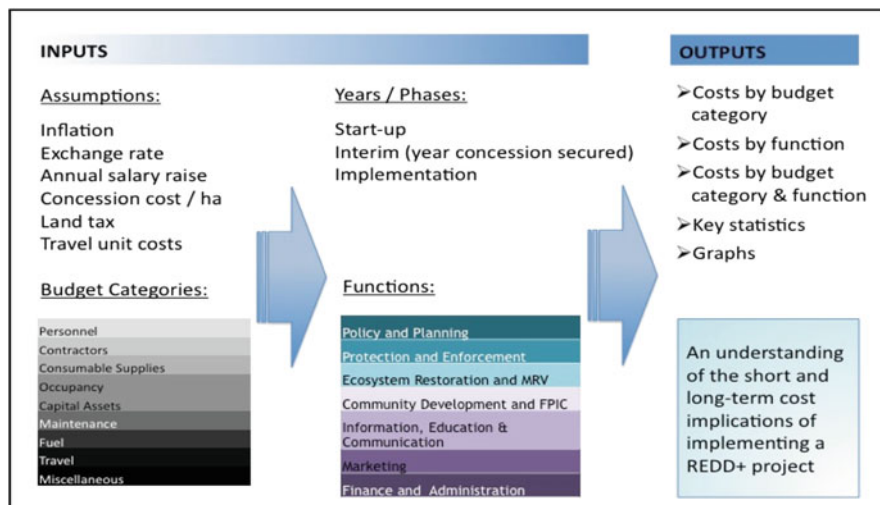 INPUTS
Assumptions:
Inflation
Exchange rate
Annual salary raise
Concession cost / ha
Land tax
Travel unit costs
Budget Categories:
Personnel
Contractors
Consumable Supplies
Occupancy
Capital Assets
Maintenance
Fuel
Travel
Miscellaneous
Years / Phases:
Start-up
Interim (year concession secured)
Implementation
Functions:
Policy and Planning
Protection and Enforcement
Ecosystem Restoration and MRV
Community Development and FPIC
Information, Education &
Communication
Marketing
Finance and Administration
OUTPUTS
➢Costs by budget
category
➢Costs by function
➢Costs by budget
category & function
➢Key statistics
➢Graphs
An understanding
of the short and
long-term cost
implications of
implementing a
REDD+ project